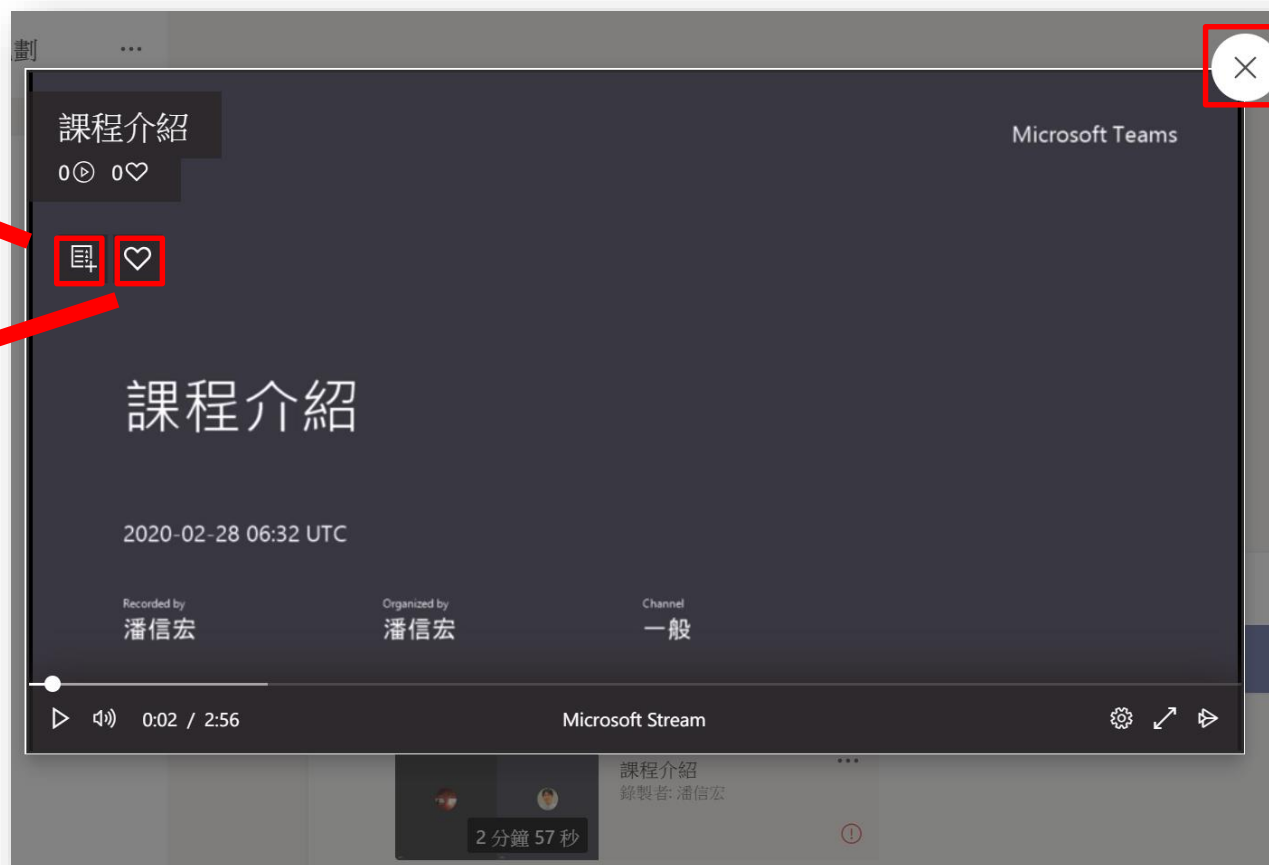 劃 ...
課程介紹
Microsoft Teams
0 0
課程介紹
2020-02-28 06:32 UTC
Recorded by
潘信宏
Organized by
潘信宏
Channel
一般
0:02 / 2:56
Microsoft Stream
課程介紹 ...
錄製者: 潘信宏
2 分鐘 57 秒